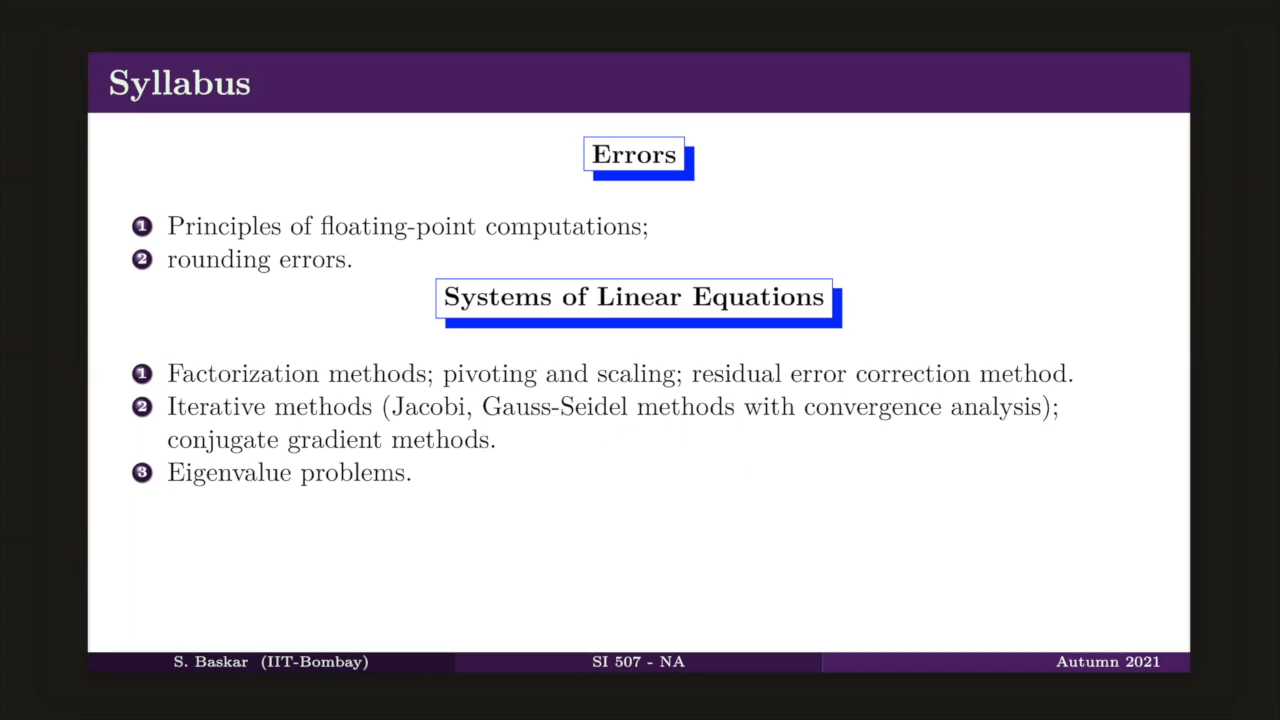 Syllabus
Errors
1 Principles of floating-point computations;
2 rounding errors.
Systems of Linear Equations
1 Factorization methods; pivoting and scaling; residual error correction method.
2 Iterative methods (Jacobi, Gauss-Seidel methods with convergence analysis);
conjugate gradient methods.
3 Eigenvalue problems.
S. Baskar (IIT-Bombay) SI 507 - NA Autumn 2021